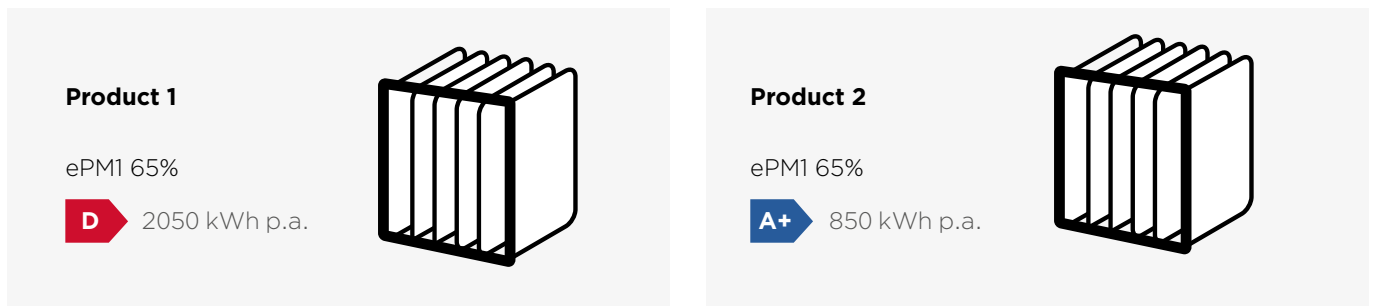 Product 1
ePM1 65%
D 2050 kWh p.a.
Product 2
ePM1 65%
A+ 850 kWh p.a.